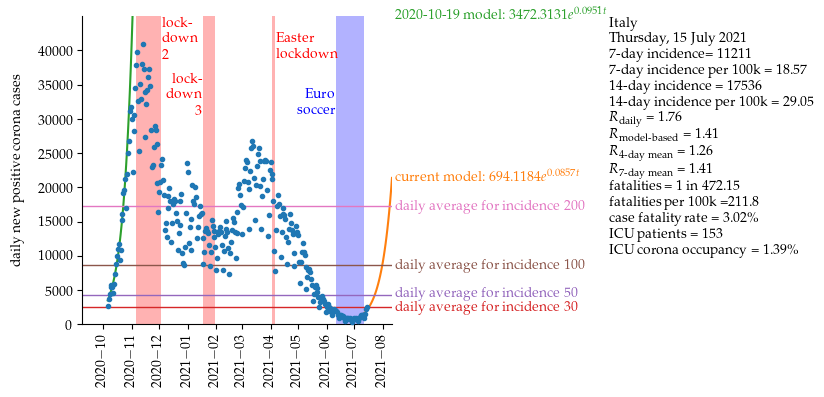 daily new positive corona cases
40000
35000
30000
25000
20000
15000
10000
5000
0
2020−10
2020−11
2020−12
2021−01
2021−02
2021−03
2021−04
2021−05
2021−06
2021−07
2021−08
lock-
down
2
lock-
down
3
Easter
lockdown
Euro
soccer
2020-10-19 model: 3472.3131e^0.0951t
current model: 694.1184e^0.0857t
daily average for incidence 200
daily average for incidence 100
daily average for incidence 50
daily average for incidence 30
Italy
Thursday, 15 July 2021
7-day incidence= 11211
7-day incidence per 100k = 18.57
14-day incidence = 17536
14-day incidence per 100k = 29.05
R_daily = 1.76
R_model-based = 1.41
R_4-day mean = 1.26
R_7-day mean = 1.41
fatalities = 1 in 472.15
fatalities per 100k =211.8
case fatality rate = 3.02%
ICU patients = 153
ICU corona occupancy = 1.39%